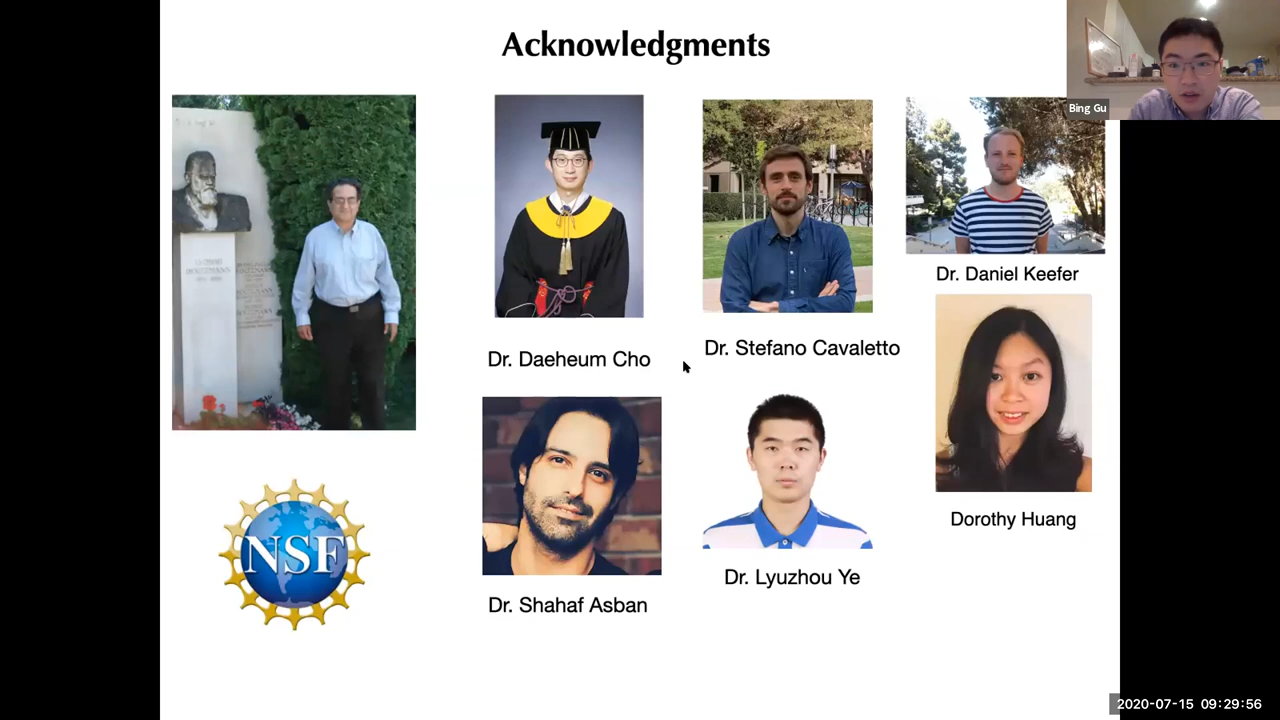 Acknowledgments
Bing Gu
Dr. Daniel Keefer
Dr. Stefano Cavaletto
Dr. Daeheum Cho
Dorothy Huang
NSF
Dr. Lyuzhou Ye
Dr. Shahaf Asban
2020-07-15 09:29:56